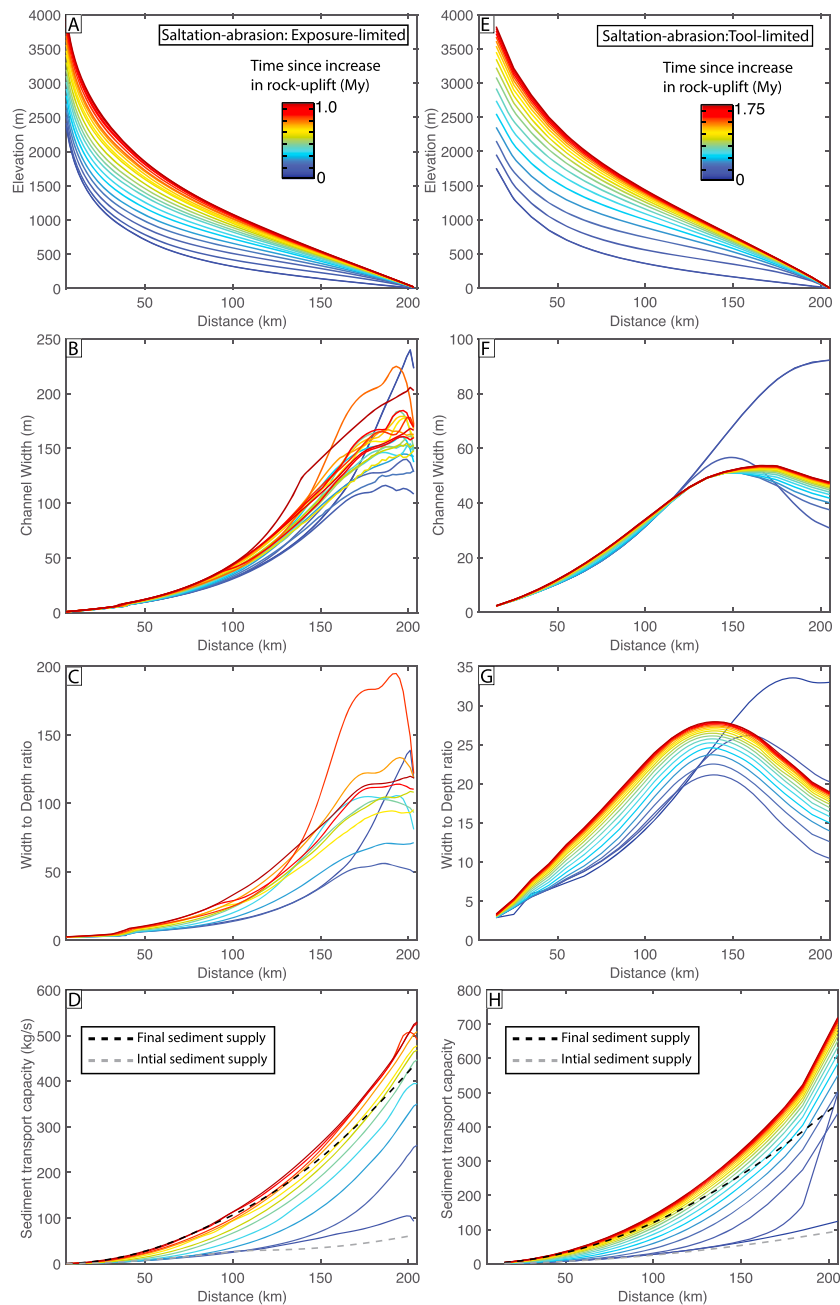 A
Saltation-abrasion: Exposure-limited
Time since increase
in rock-uplift (My)
1.0
0
4000
3500
3000
2500
2000
1500
1000
500
0
Elevation (m)
50
100
150
200
Distance (km)
E
Saltation-abrasion:Tool-limited
Time since increase
in rock-uplift (My)
1.75
0
4000
3500
3000
2500
2000
1500
1000
500
0
Elevation (m)
50
100
150
200
Distance (km)
B
250
200
150
100
50
0
Channel Width (m)
50
100
150
200
Distance (km)
F
100
80
60
40
20
0
Channel Width (m)
50
100
150
200
Distance (km)
C
200
150
100
50
0
Width to Depth ratio
50
100
150
200
Distance (km)
G
35
30
25
20
15
10
5
0
Width to Depth ratio
50
100
150
200
Distance (km)
D
Final sediment supply
Intial sediment supply
600
500
400
300
200
100
0
Sediment transport capacity (kg/s)
50
100
150
200
Distance (km)
H
Final sediment supply
Intial sediment supply
800
700
600
500
400
300
200
100
0
Sediment transport capacity
50
100
150
200
Distance (km)